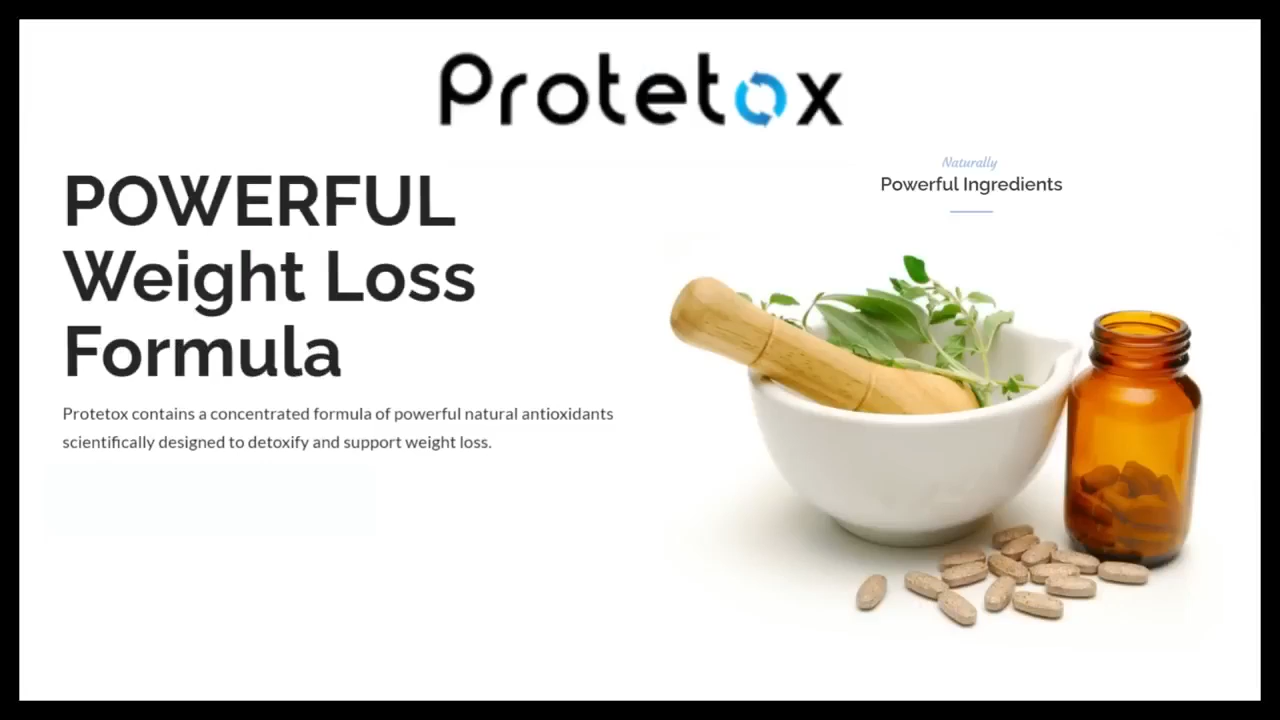 Protetox
POWERFUL
Weight Loss
Formula
Protetox contains a concentrated formula of powerful natural antioxidants
scientifically designed to detoxify and support weight loss.
Naturally
Powerful Ingredients